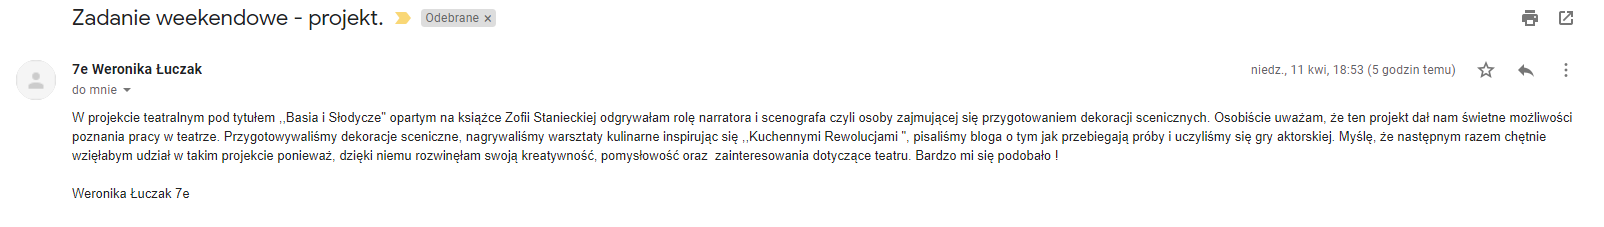 Zadanie weekendowe - projekt. Odebrane ×
7e Weronika Łuczak niedz., 11 kwi, 18:53 (5 godzin temu)
do mnie
W projekcie teatralnym pod tytułem ,,Basia i Słodycze" opartym na książce Zofii Stanieckiej odgrywałam rolę narratora i scenografa czyli osoby zajmującej się przygotowaniem dekoracji scenicznych. Osobiście uważam, że ten projekt dał nam świetne możliwości
poznania pracy w teatrze. Przygotowywaliśmy dekoracje sceniczne, nagrywaliśmy warsztaty kulinarne inspirując się ,,Kuchennymi Rewolucjami ", pisaliśmy bloga o tym jak przebiegają próby i uczyliśmy się gry aktorskiej. Myślę, że następnym razem chętnie
wzięłabym udział w takim projekcie ponieważ, dzięki niemu rozwinęłam swoją kreatywność, pomysłowość oraz  zainteresowania dotyczące teatru. Bardzo mi się podobało !
Weronika Łuczak 7e